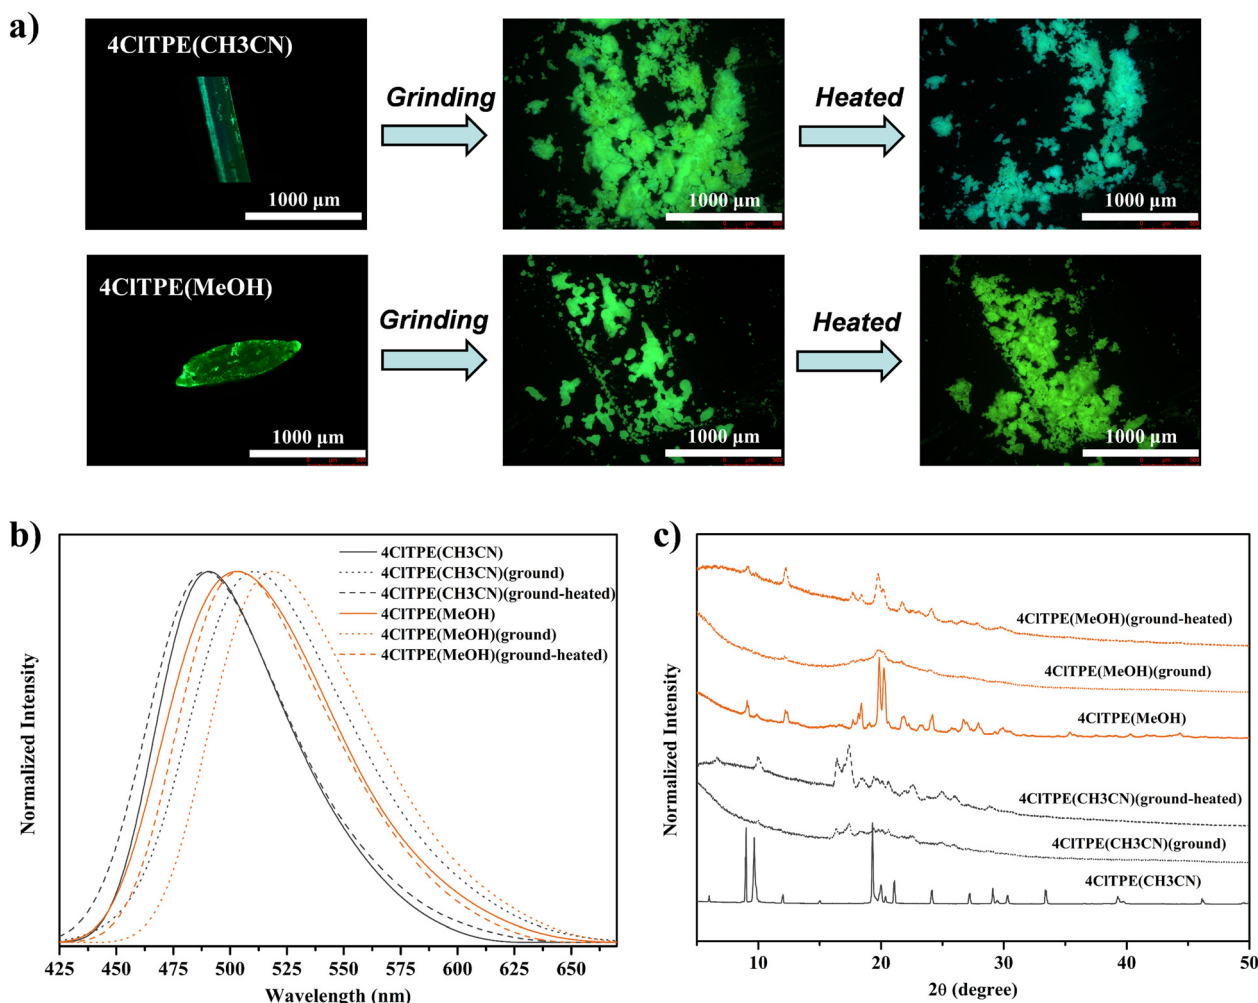 a)
4ClTPE(CH3CN)
1000 µm
Grinding
1000 µm
Heated
1000 µm
4ClTPE(MeOH)
1000 µm
Grinding
1000 µm
Heated
1000 µm
b)
4ClTPE(CH3CN)
4ClTPE(CH3CN)(ground)
4ClTPE(CH3CN)(ground-heated)
4ClTPE(MeOH)
4ClTPE(MeOH)(ground)
4ClTPE(MeOH)(ground-heated)
Normalized Intensity
425 450 475 500 525 550 575 600 625 650
Wavelength (nm)
c)
4ClTPE(MeOH)(ground-heated)
4ClTPE(MeOH)(ground)
4ClTPE(MeOH)
4ClTPE(CH3CN)(ground-heated)
4ClTPE(CH3CN)(ground)
4ClTPE(CH3CN)
Normalized Intensity
10 20 30 40 50
2θ (degree)